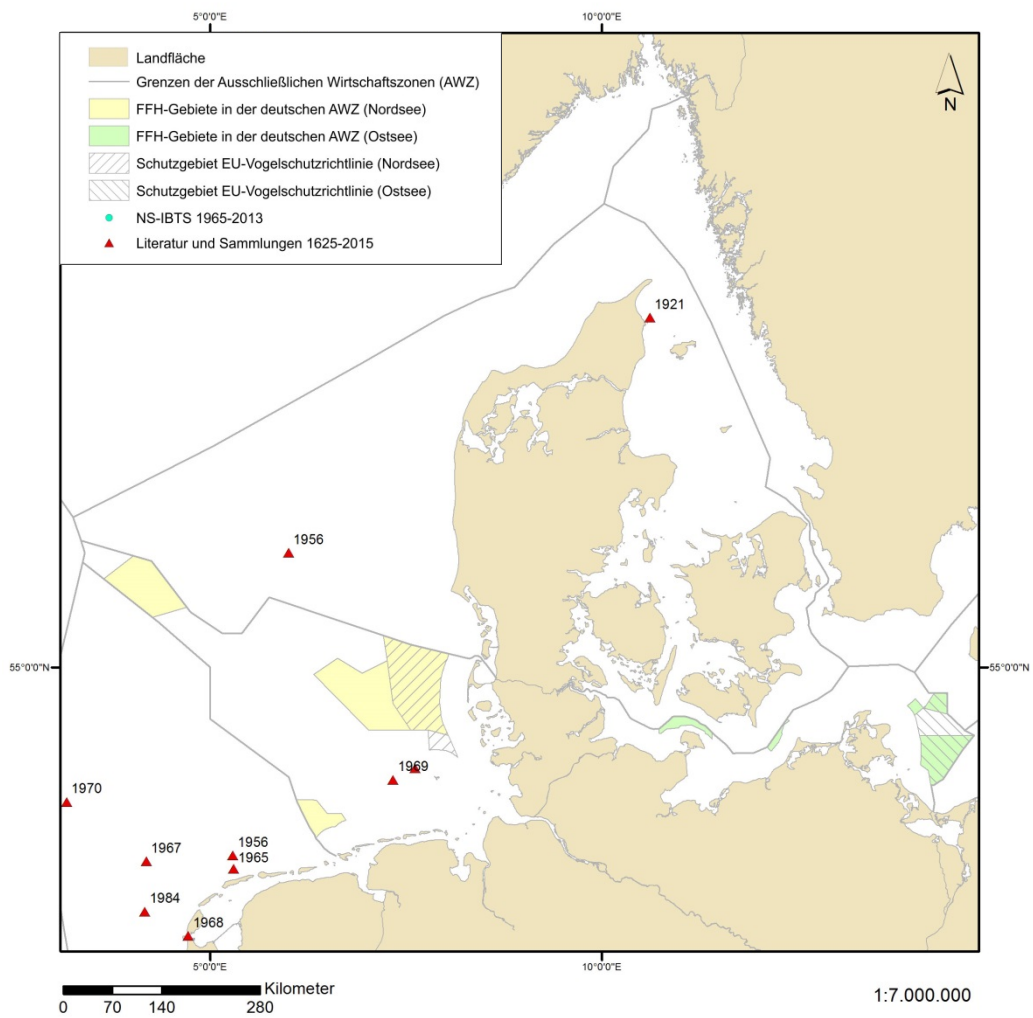 5°0'0"E
10°0'0"E
Landfläche
Grenzen der Ausschließlichen Wirtschaftszonen (AWZ)
FFH-Gebiete in der deutschen AWZ (Nordsee)
FFH-Gebiete in der deutschen AWZ (Ostsee)
Schutzgebiet EU-Vogelschutzrichtlinie (Nordsee)
Schutzgebiet EU-Vogelschutzrichtlinie (Ostsee)
NS-IBTS 1965-2013
Literatur und Sammlungen 1625-2015
N
1921
1956
55°0'0"N
55°0'0"N
1969
1970
1956
1967
1965
1984
1968
5°0'0"E
10°0'0"E
Kilometer
0 70 140 280
1:7.000.000